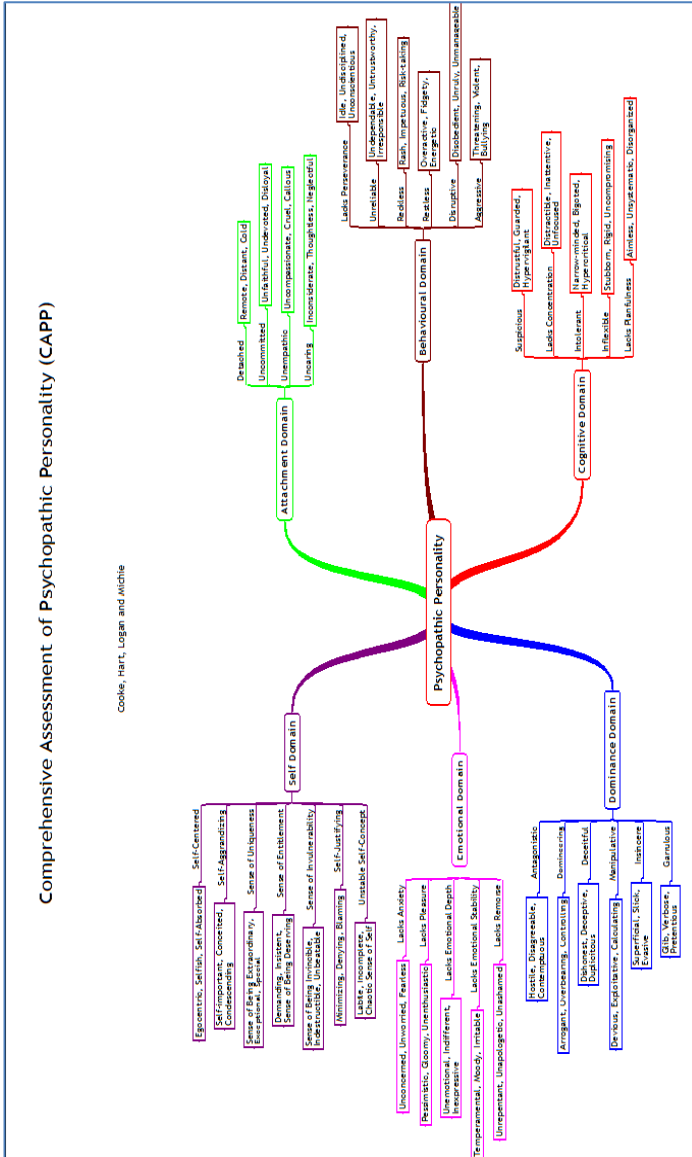 Comprehensive Assessment of Psychopathic Personality (CAPP)
Cooke, Hart, Logan and Michie
Psychopathic Personality
Self Domain
Self-Centered
Egocentric, Selfish, Self-Absorbed
Self-Aggrandizing
Self-important, Conceited,
Condescending
Sense of Uniqueness
Sense of Being Extraordinary,
Exceptional, Special
Sense of Entitlement
Demanding, Insistent,
Sense of Being Deserving
Sense of Invulnerability
Sense of Being Invincible,
Indestructible, Unbeatable
Self-Justifying
Minimizing, Denying, Blaming
Unstable Self-Concept
Labile, Incomplete,
Chaotic Sense of Self
Emotional Domain
Lacks Anxiety
Unconcerned, Unworried, Fearless
Lacks Pleasure
Pessimistic, Gloomy, Unenthusiastic
Lacks Emotional Depth
Unemotional, Indifferent,
Inexpressive
Lacks Emotional Stability
Temperamental, Moody, Irritable
Lacks Remorse
Unrepentant, Unapologetic, Unashamed
Dominance Domain
Antagonistic
Hostile, Disagreeable,
Contemptuous
Domineering
Arrogant, Overbearing, Controlling
Deceitful
Dishonest, Deceptive,
Duplicitous
Manipulative
Devious, Exploitative, Calculating
Insincere
Superficial, Slick,
Evasive
Garrulous
Glib, Verbose,
Pretentious
Attachment Domain
Detached
Remote, Distant, Cold
Uncommitted
Unfaithful, Undevoted, Disloyal
Unempathic
Uncompassionate, Cruel, Callous
Uncaring
Inconsiderate, Thoughtless, Neglectful
Behavioural Domain
Lacks Perseverance
Idle, Undisciplined,
Unconscientious
Unreliable
Undependable, Untrustworthy,
Irresponsible
Reckless
Rash, Impetuous, Risk-taking
Restless
Overactive, Fidgety,
Energetic
Disruptive
Disobedient, Unruly, Unmanageable
Aggressive
Threatening, Violent,
Bullying
Cognitive Domain
Suspicious
Distrustful, Guarded,
Hypervigilant
Lacks Concentration
Distractible, Inattentive,
Unfocused
Intolerant
Narrow-minded, Bigoted,
Hypercritical
Inflexible
Stubborn, Rigid, Uncompromising
Lacks Planfulness
Aimless, Unsystematic, Disorganized